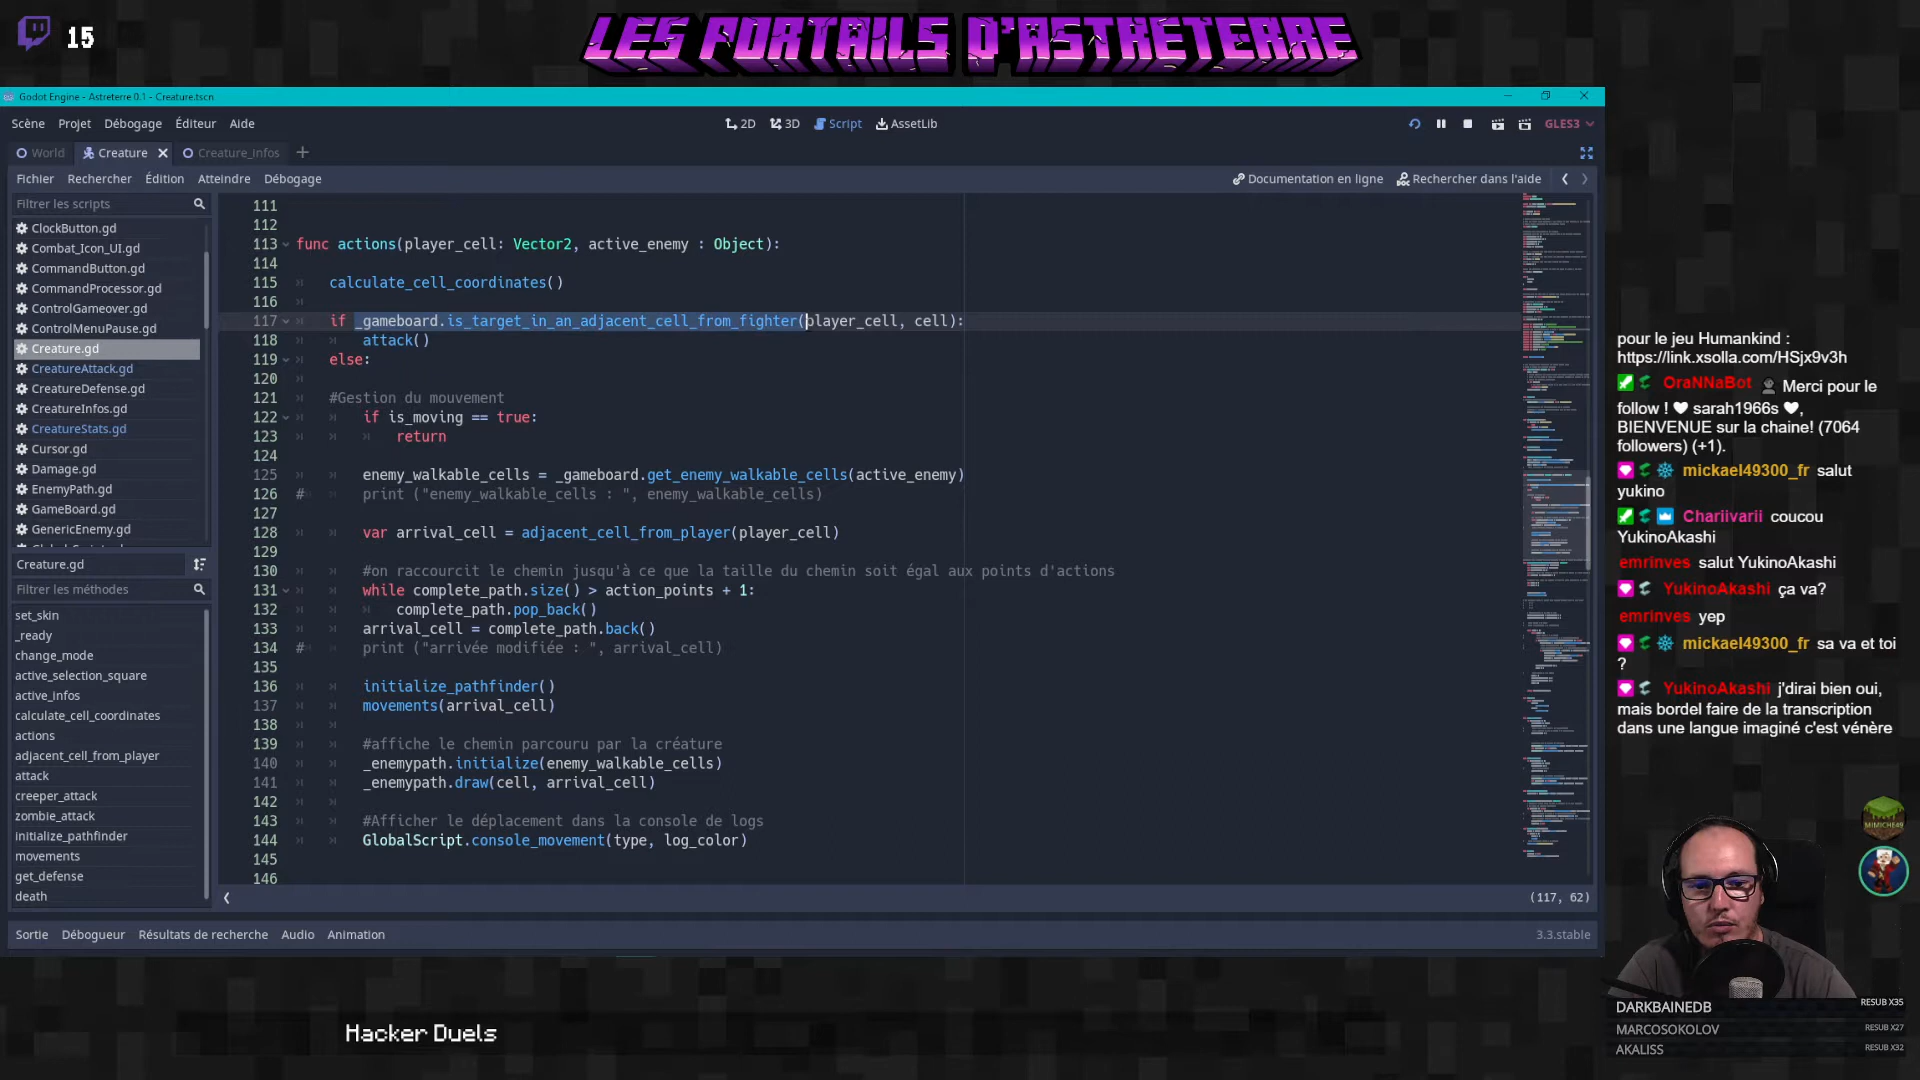 15
LES PORTAILS D'ASTRETERRE
Godot Engine - Astreterre 0.1 - Creature.tscn
Scène Projet Débogage Éditeur Aide
2D 3D Script AssetLib
GLES3
World Creature Creature_Infos
Fichier Rechercher Édition Atteindre Débogage
Documentation en ligne Rechercher dans l'aide
Filtrer les scripts
ClockButton.gd
Combat_Icon_UI.gd
CommandButton.gd
CommandProcessor.gd
ControlGameover.gd
ControlMenuPause.gd
Creature.gd
CreatureAttack.gd
CreatureDefense.gd
CreatureInfos.gd
CreatureStats.gd
Cursor.gd
Damage.gd
EnemyPath.gd
GameBoard.gd
GenericEnemy.gd
Creature.gd
Filtrer les méthodes
set_skin
_ready
change_mode
active_selection_square
active_infos
calculate_cell_coordinates
actions
adjacent_cell_from_player
attack
creeper_attack
zombie_attack
initialize_pathfinder
movements
get_defense
death
111
112
113 func actions(player_cell: Vector2, active_enemy : Object):
114
115 calculate_cell_coordinates()
116
117 if _gameboard.is_target_in_an_adjacent_cell_from_fighter(player_cell, cell):
118 attack()
119 else:
120
121 #Gestion du mouvement
122 if is_moving == true:
123 return
124
125 enemy_walkable_cells = _gameboard.get_enemy_walkable_cells(active_enemy)
126 # print ("enemy_walkable_cells : ", enemy_walkable_cells)
127
128 var arrival_cell = adjacent_cell_from_player(player_cell)
129
130 #on raccourcit le chemin jusqu'à ce que la taille du chemin soit égal aux points d'actions
131 while complete_path.size() > action_points + 1:
132 complete_path.pop_back()
133 arrival_cell = complete_path.back()
134 # print ("arrivée modifiée : ", arrival_cell)
135
136 initialize_pathfinder()
137 movements(arrival_cell)
138
139 #affiche le chemin parcouru par la créature
140 _enemypath.initialize(enemy_walkable_cells)
141 _enemypath.draw(cell, arrival_cell)
142
143 #Afficher le déplacement dans la console de logs
144 GlobalScript.console_movement(type, log_color)
145
146
(117, 62)
Sortie Débogueur Résultats de recherche Audio Animation
3.3.stable
pour le jeu Humankind :
https://link.xsolla.com/HSjx9v3h
OraNNaBot Merci pour le
follow ! ♥ sarah1966s ♥,
BIENVENUE sur la chaine! (7064
followers) (+1).
mickael49300_fr salut
yukino
Chariivarii coucou
YukinoAkashi
emrinves salut YukinoAkashi
YukinoAkashi ça va?
emrinves yep
mickael49300_fr sa va et toi
?
YukinoAkashi j'dirai bien oui,
mais bordel faire de la transcription
dans une langue imaginé c'est vénère
MIMICH649
DARKBAINEDB RESUB X35
MARCOSOKOLOV RESUB X27
AKALISS RESUB X32
Hacker Duels